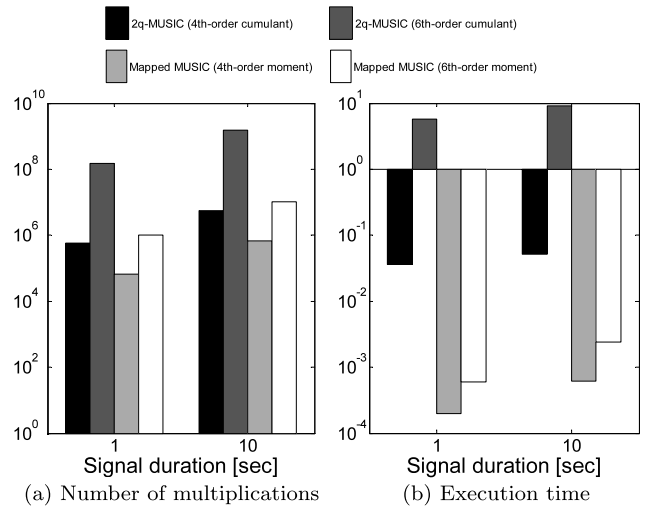 2q-MUSIC (4th-order cumulant)
2q-MUSIC (6th-order cumulant)
Mapped MUSIC (4th-order moment)
Mapped MUSIC (6th-order moment)
10^10
10^8
10^6
10^4
10^2
10^0
1
10
Signal duration [sec]
(a) Number of multiplications
10^1
10^0
10^-1
10^-2
10^-3
10^-4
1
10
Signal duration [sec]
(b) Execution time